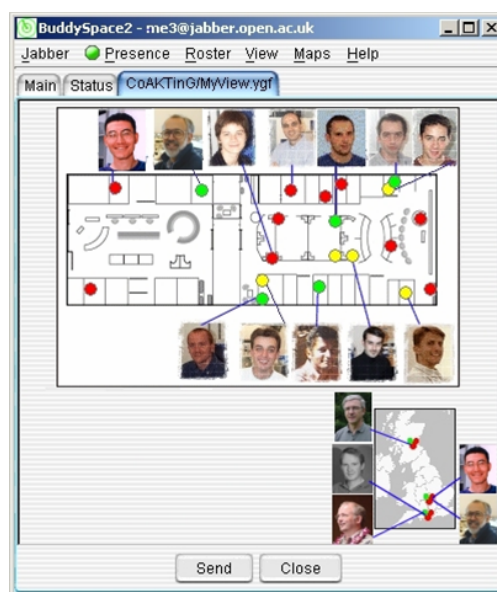 BuddySpace2 - me3@jabber.open.ac.uk
Jabber Presence Roster View Maps Help
Main Status CoAKTinG/MyView.ygf
Send Close